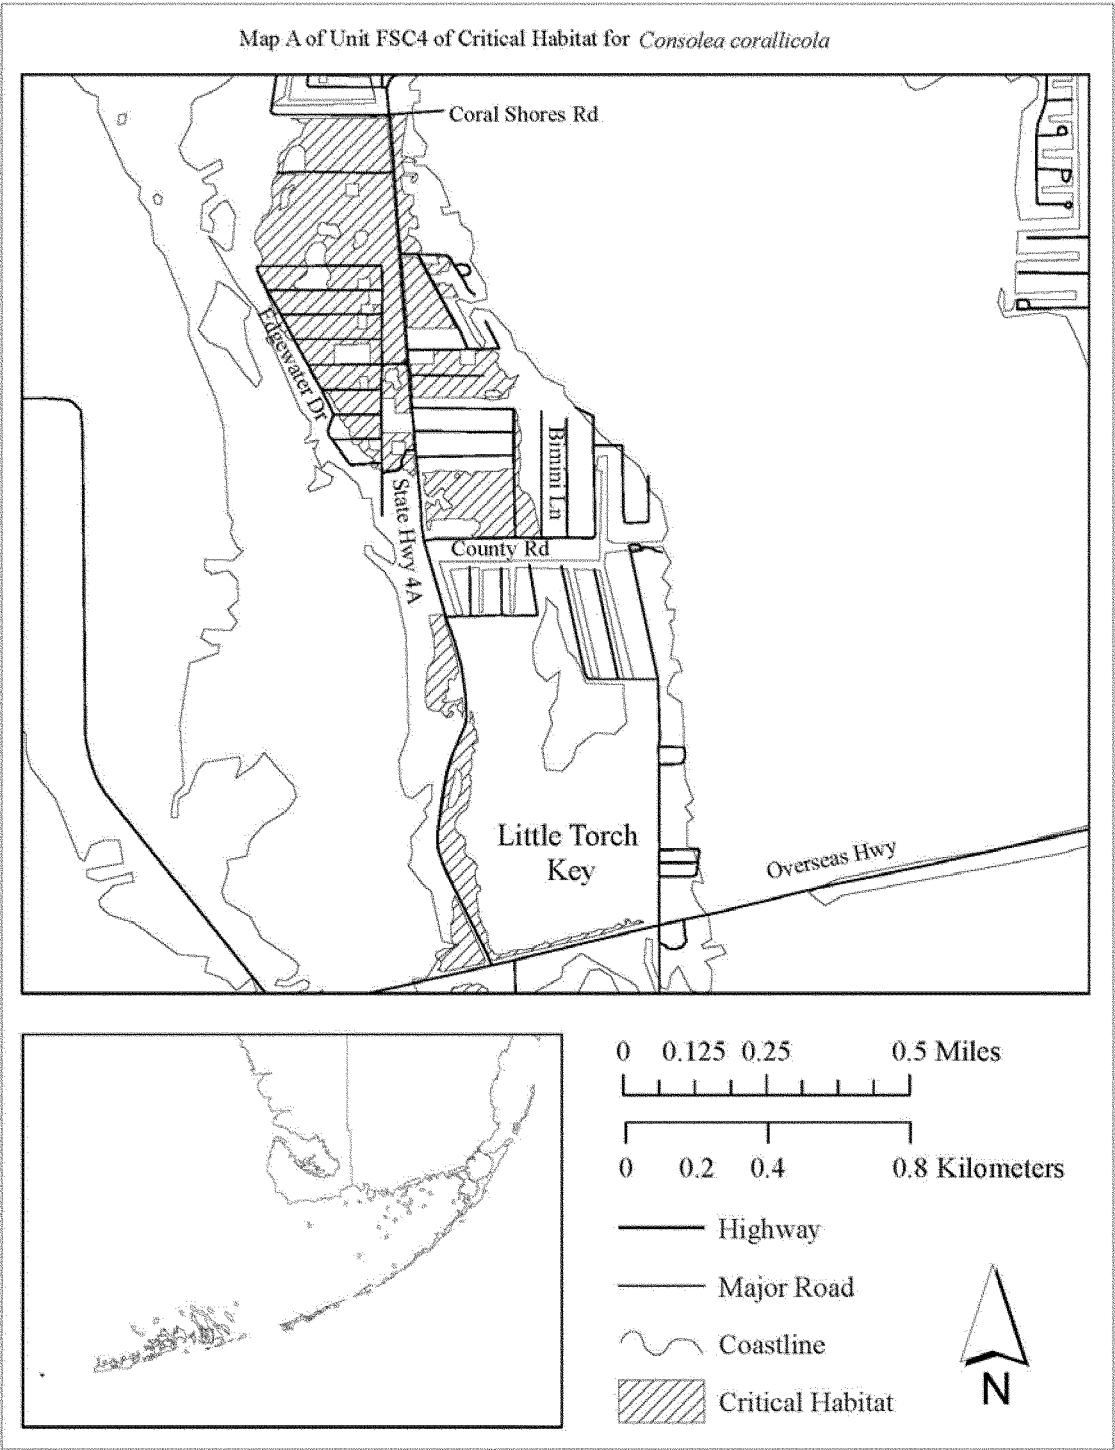 Map A of Unit FSC4 of Critical Habitat for Consolea corallicola
Coral Shores Rd
Edgewater Dr
Bimini Ln
State Hwy 4A
County Rd
Little Torch
Key
Overseas Hwy
0 0.125 0.25 0.5 Miles
0 0.2 0.4 0.8 Kilometers
Highway
Major Road
Coastline
Critical Habitat
N